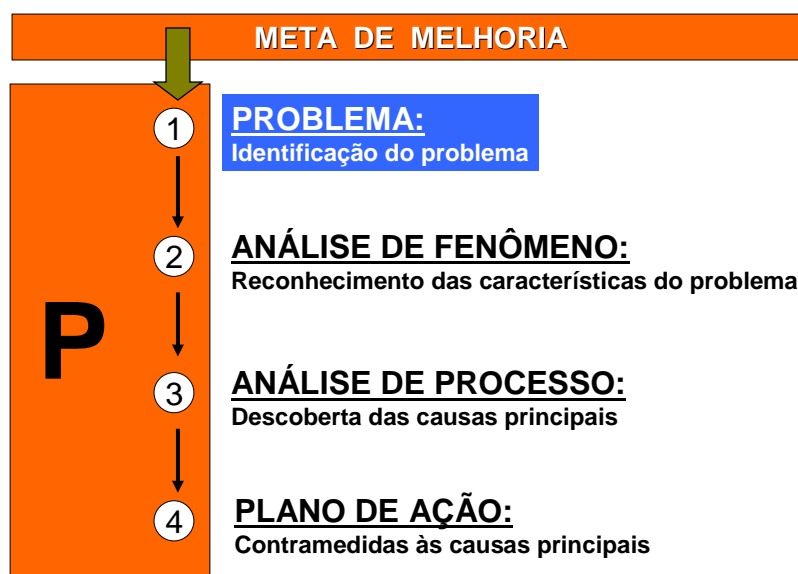 META DE MELHORIA
1
PROBLEMA:
Identificação do problema
2
ANÁLISE DE FENÔMENO:
Reconhecimento das características do problema
P
3
ANÁLISE DE PROCESSO:
Descoberta das causas principais
4
PLANO DE AÇÃO:
Contramedidas às causas principais